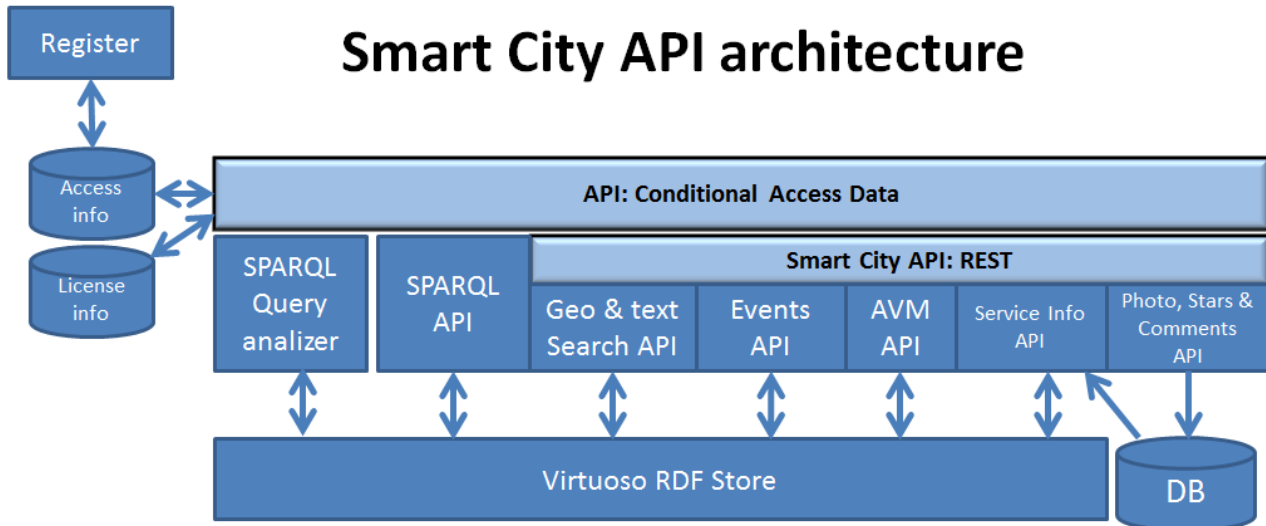 Register
Smart City API architecture
Access
info
API: Conditional Access Data
License
info
SPARQL
Query
analizer
SPARQL
API
Smart City API: REST
Geo & text
Search API
Events
API
AVM
API
Service Info
API
Photo, Stars &
Comments
API
Virtuoso RDF Store
DB